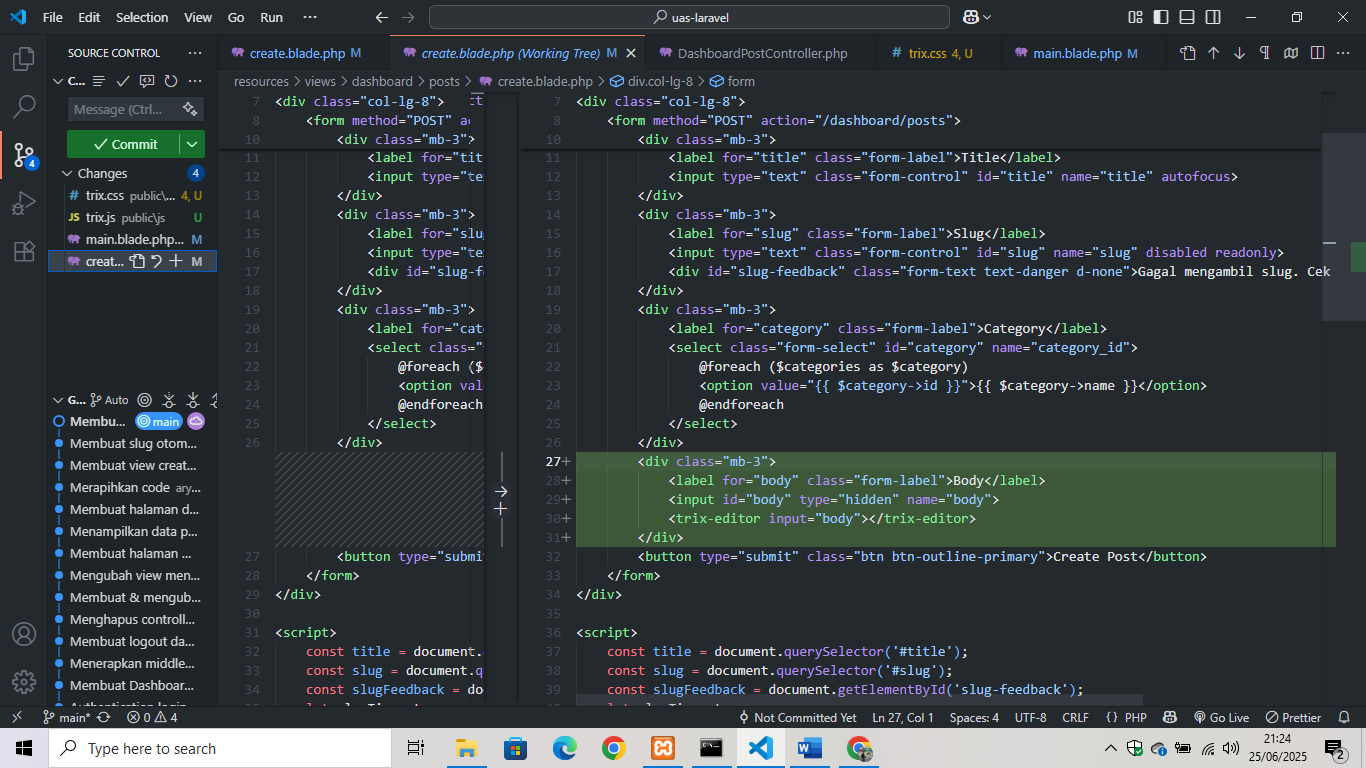 File Edit Selection View Go Run ··· uas-laravel
SOURCE CONTROL ···
C...
Message (Ctrl...
Commit
Changes 4
# trix.css public\... 4, U
JS trix.js public\js U
main.blade.php... M
creat... M
G... Auto
Membu... main
Membuat slug otom...
Membuat view creat...
Merapihkan code ary...
Membuat halaman d...
Menampilkan data p...
Membuat halaman ...
Mengubah view men...
Membuat & mengub...
Menghapus controll...
Membuat logout da...
Menerapkan middle...
Membuat Dashboar...
Authentication login
create.blade.php M
create.blade.php (Working Tree) M
DashboardPostController.php
# trix.css 4, U
main.blade.php M
resources > views > dashboard > posts > create.blade.php > div.col-lg-8 > form
7 <div class="col-lg-8">
8 <form method="POST" ac
10 <div class="mb-3">
11 <label for="tit
12 <input type="te
13 </div>
14 <div class="mb-3">
15 <label for="slu
16 <input type="te
17 <div id="slug-f
18 </div>
19 <div class="mb-3">
20 <label for="cat
21 <select class="
22 @foreach ($
23 <option val
24 @endforeach
25 </select>
26 </div>
27 <button type="submi
28 </form>
29 </div>
30
31 <script>
32 const title = document.
33 const slug = document.q
34 const slugFeedback = do
7 <div class="col-lg-8">
8 <form method="POST" action="/dashboard/posts">
10 <div class="mb-3">
11 <label for="title" class="form-label">Title</label>
12 <input type="text" class="form-control" id="title" name="title" autofocus>
13 </div>
14 <div class="mb-3">
15 <label for="slug" class="form-label">Slug</label>
16 <input type="text" class="form-control" id="slug" name="slug" disabled readonly>
17 <div id="slug-feedback" class="form-text text-danger d-none">Gagal mengambil slug. Cek
18 </div>
19 <div class="mb-3">
20 <label for="category" class="form-label">Category</label>
21 <select class="form-select" id="category" name="category_id">
22 @foreach ($categories as $category)
23 <option value="{{ $category->id }}">{{ $category->name }}</option>
24 @endforeach
25 </select>
26 </div>
27+ <div class="mb-3">
28+ <label for="body" class="form-label">Body</label>
29+ <input id="body" type="hidden" name="body">
30+ <trix-editor input="body"></trix-editor>
31+ </div>
32 <button type="submit" class="btn btn-outline-primary">Create Post</button>
33 </form>
34 </div>
35
36 <script>
37 const title = document.querySelector('#title');
38 const slug = document.querySelector('#slug');
39 const slugFeedback = document.getElementById('slug-feedback');
main* 0 4 Not Committed Yet Ln 27, Col 1 Spaces: 4 UTF-8 CRLF {} PHP Go Live Prettier
Type here to search
21:24
25/06/2025
2